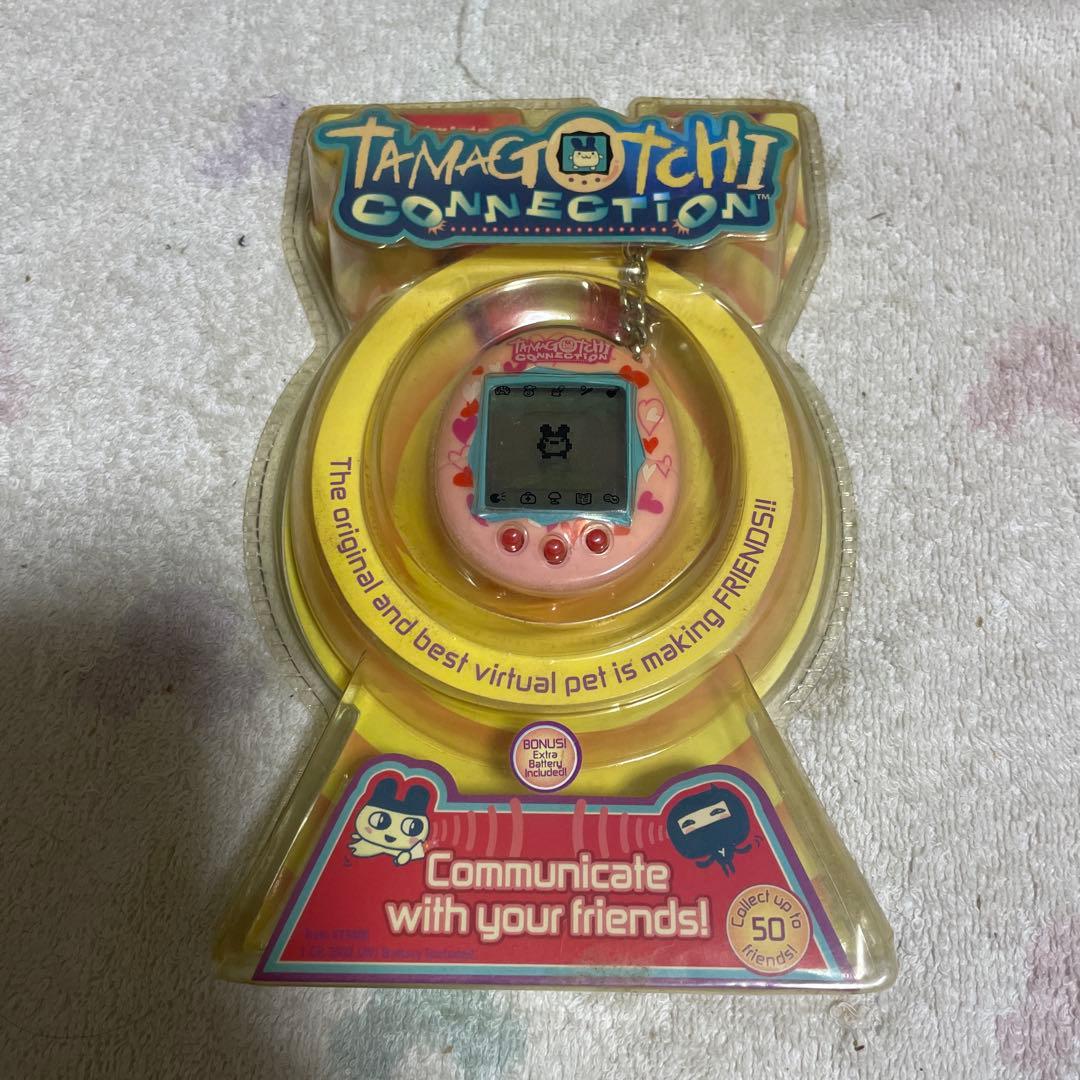 TAMAGOTCHI
CONNECTION™
TAMAGOTCHI
CONNECTION
The original and best virtual pet is making FRIENDS!!
BONUS!
Extra
Battery
Included!
Communicate
with your friends!
Collect up to
50
friends!